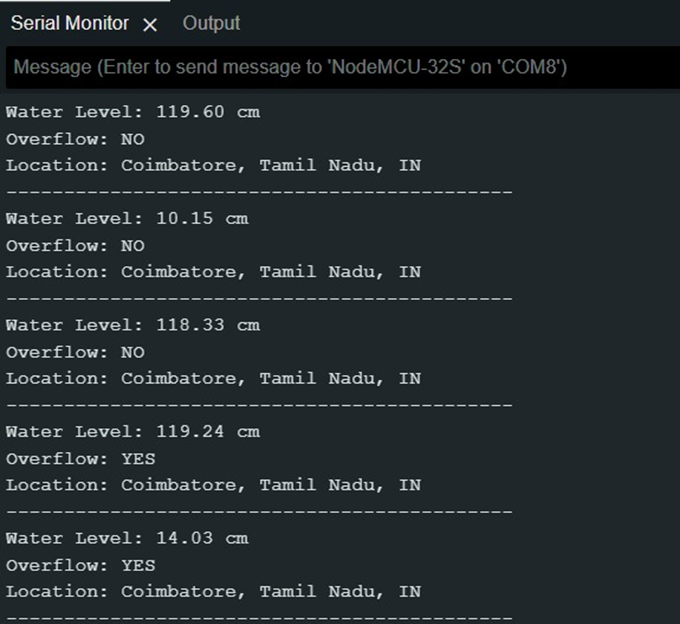 Serial Monitor × Output
Message (Enter to send message to 'NodeMCU-32S' on 'COM8')
Water Level: 119.60 cm
Overflow: NO
Location: Coimbatore, Tamil Nadu, IN
--------------------------------------------
Water Level: 10.15 cm
Overflow: NO
Location: Coimbatore, Tamil Nadu, IN
--------------------------------------------
Water Level: 118.33 cm
Overflow: NO
Location: Coimbatore, Tamil Nadu, IN
--------------------------------------------
Water Level: 119.24 cm
Overflow: YES
Location: Coimbatore, Tamil Nadu, IN
--------------------------------------------
Water Level: 14.03 cm
Overflow: YES
Location: Coimbatore, Tamil Nadu, IN
--------------------------------------------